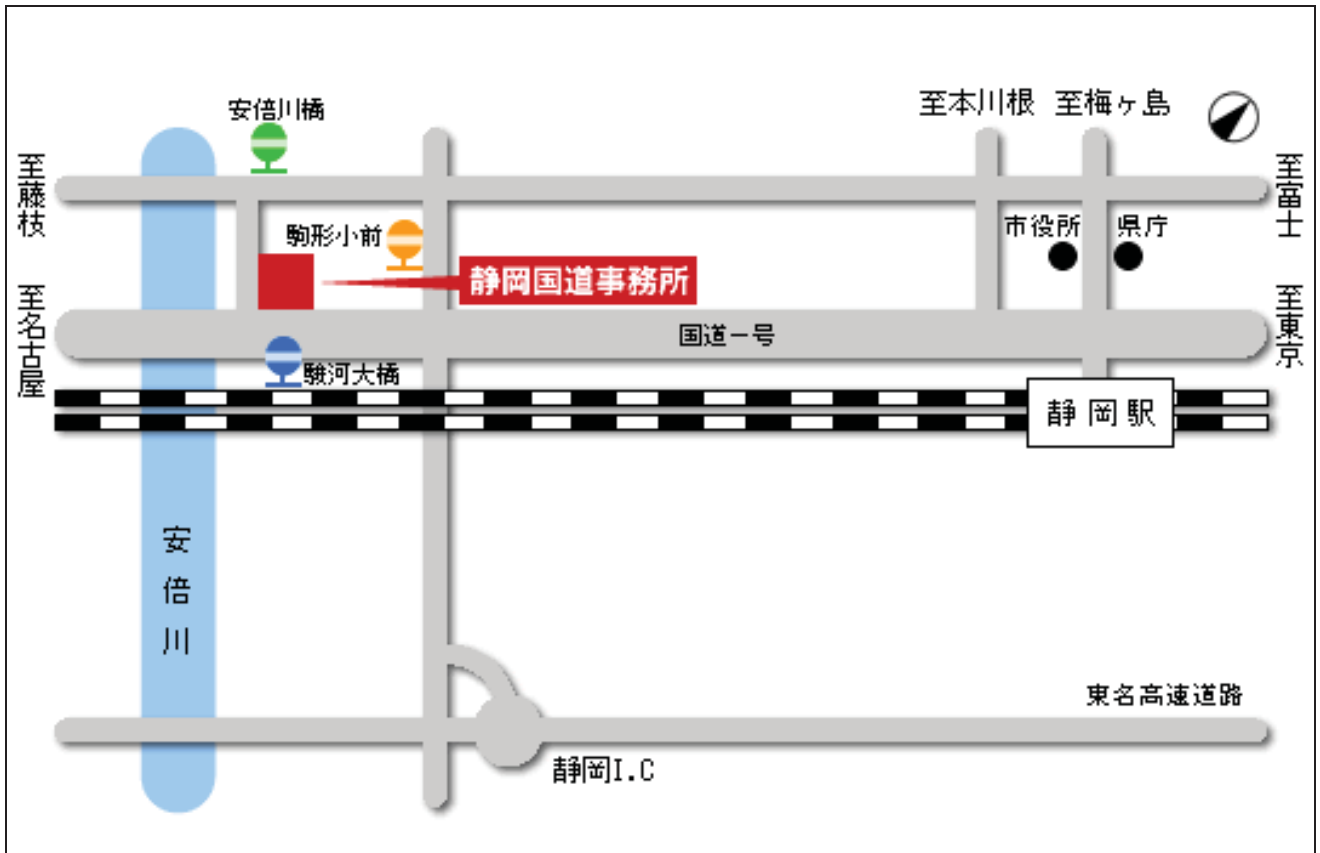 安倍川橋
至本川根
至梅ヶ島
至藤枝
至富士
駒形小前
市役所
県庁
静岡国道事務所
至名古屋
国道一号
至東京
駿河大橋
静岡駅
安倍川
東名高速道路
静岡I.C